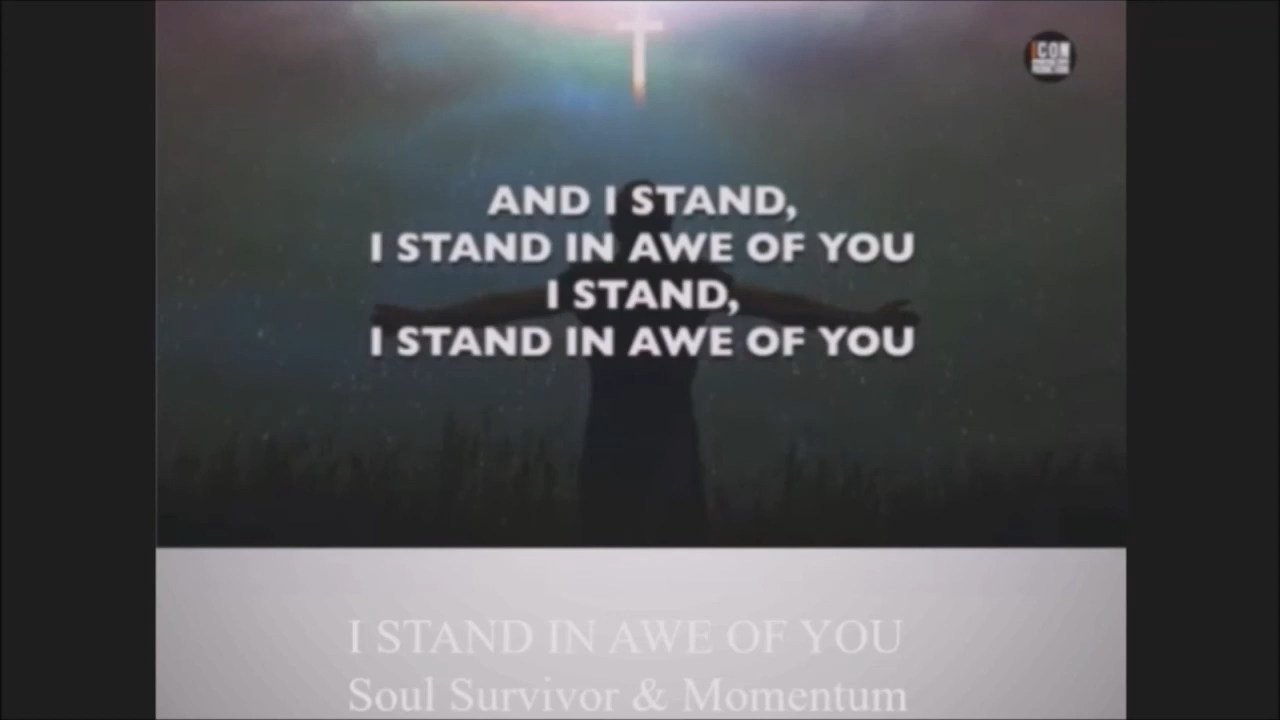 ICON
AND I STAND,
I STAND IN AWE OF YOU
I STAND,
I STAND IN AWE OF YOU
I STAND IN AWE OF YOU
Soul Survivor & Momentum